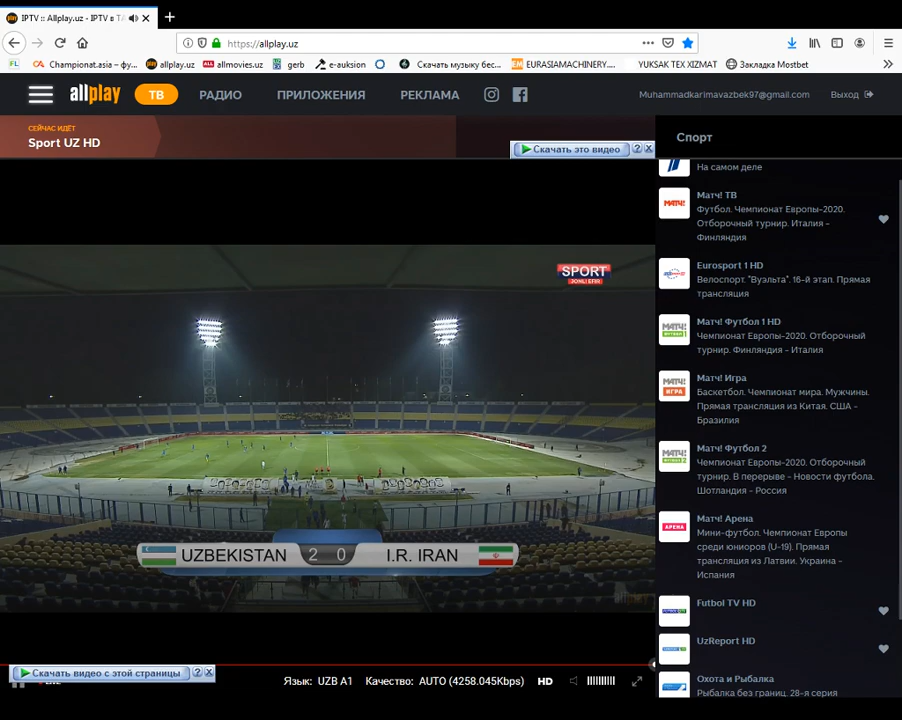 IPTV :: Allplay.uz - IPTV в ТА
https://allplay.uz
Championat.asia — фу...
allplay.uz
allmovies.uz
gerb
e-auksion
Скачать музыку бес...
EURASIAMACHINERY....
YUKSAK TEX XIZMAT
Закладка Mostbet
allplay
ТВ
РАДИО
ПРИЛОЖЕНИЯ
РЕКЛАМА
Muhammadkarimavazbek97@gmail.com
Выход
СЕЙЧАС ИДЁТ
Sport UZ HD
Скачать это видео
Спорт
На самом деле
Матч! ТВ
Футбол. Чемпионат Европы-2020.
Отборочный турнир. Италия -
Финляндия
Eurosport 1 HD
Велоспорт. "Вуэльта". 16-й этап. Прямая
трансляция
Матч! Футбол 1 HD
Чемпионат Европы-2020. Отборочный
турнир. Финляндия - Италия
Матч! Игра
Баскетбол. Чемпионат мира. Мужчины.
Прямая трансляция из Китая. США -
Бразилия
Матч! Футбол 2
Чемпионат Европы-2020. Отборочный
турнир. В перерыве - Новости футбола.
Шотландия - Россия
Матч! Арена
Мини-футбол. Чемпионат Европы
среди юниоров (U-19). Прямая
трансляция из Латвии. Украина -
Испания
Futbol TV HD
UzReport HD
Охота и Рыбалка
Рыбалка без границ. 28-я серия
SPORT
JONLI EFIR
UZBEKISTAN 2 0 I.R. IRAN
Скачать видео с этой страницы
Язык: UZB A1 Качество: AUTO (4258.045Kbps) HD